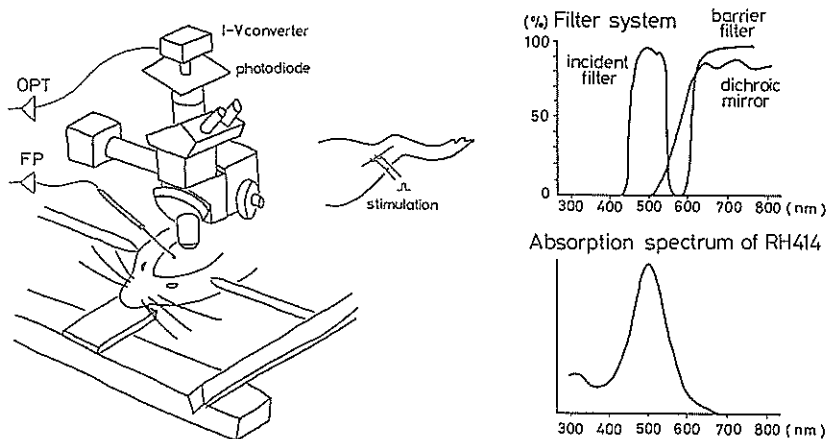 I-V converter
photodiode
OPT
FP
stimulation
(%) Filter system
barrier
filter
incident
filter
dichroic
mirror
100
50
0
300 400 500 600 700 800 (nm)
Absorption spectrum of RH414
300 400 500 600 700 800 (nm)